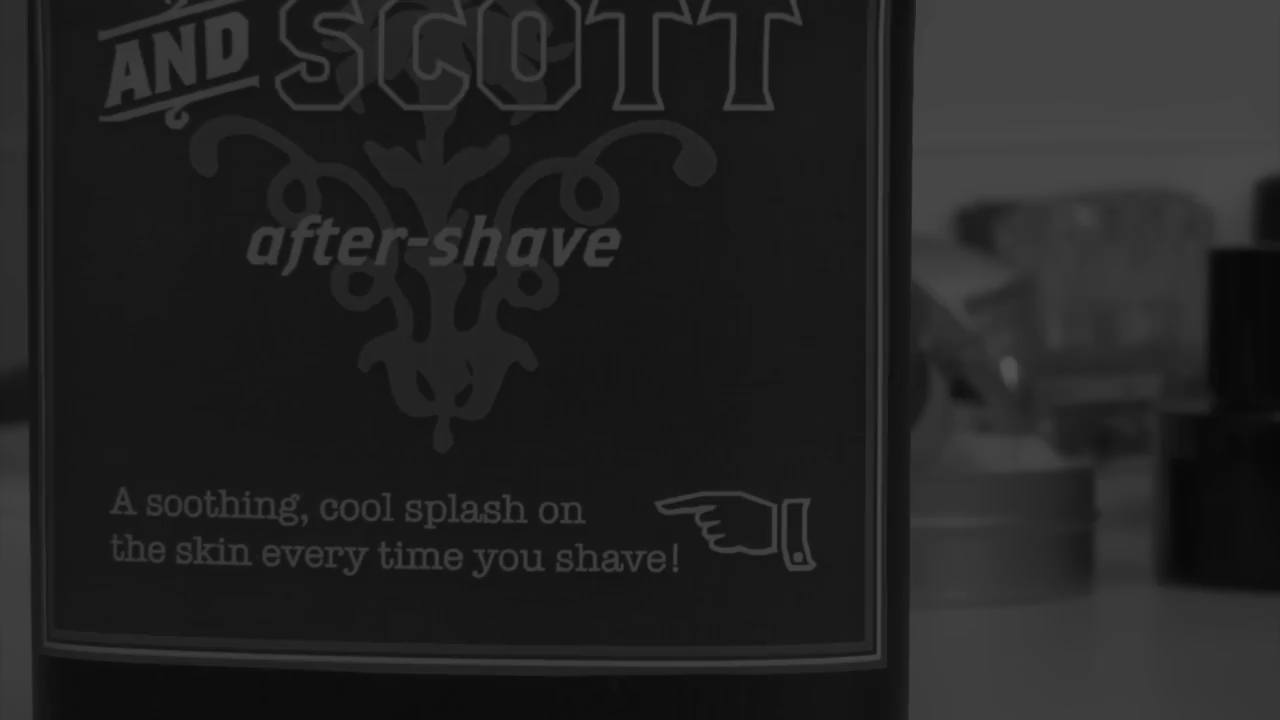 AND SCOTT
after-shave
A soothing, cool splash on
the skin every time you shave!